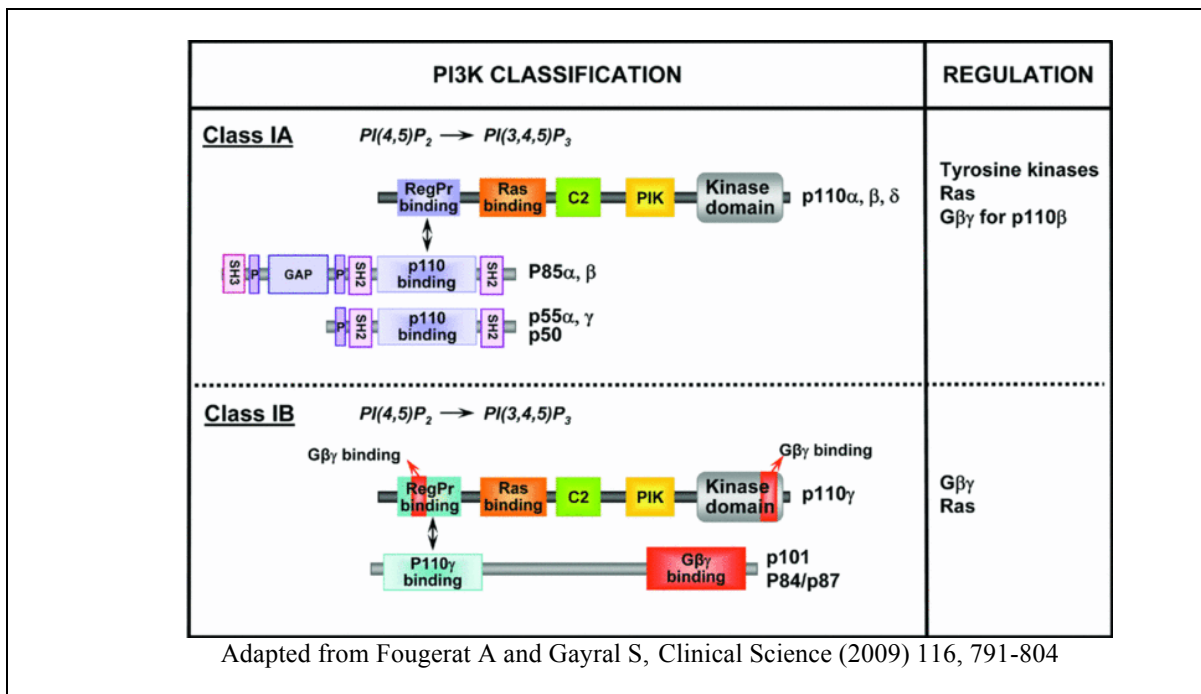 PI3K CLASSIFICATION
REGULATION
Class IA
PI(4,5)P₂ → PI(3,4,5)P₃
RegPr
binding
Ras
binding
C2
PIK
Kinase
domain
p110α, β, δ
Tyrosine kinases
Ras
Gβγ for p110β
SH3
P
GAP
P
SH2
p110
binding
SH2
P85α, β
P
SH2
p110
binding
SH2
p55α, γ
p50
Class IB
PI(4,5)P₂ → PI(3,4,5)P₃
Gβγ binding
Gβγ binding
RegPr
binding
Ras
binding
C2
PIK
Kinase
domain
p110γ
Gβγ
Ras
P110γ
binding
Gβγ
binding
p101
P84/p87
Adapted from Fougerat A and Gayral S, Clinical Science (2009) 116, 791-804